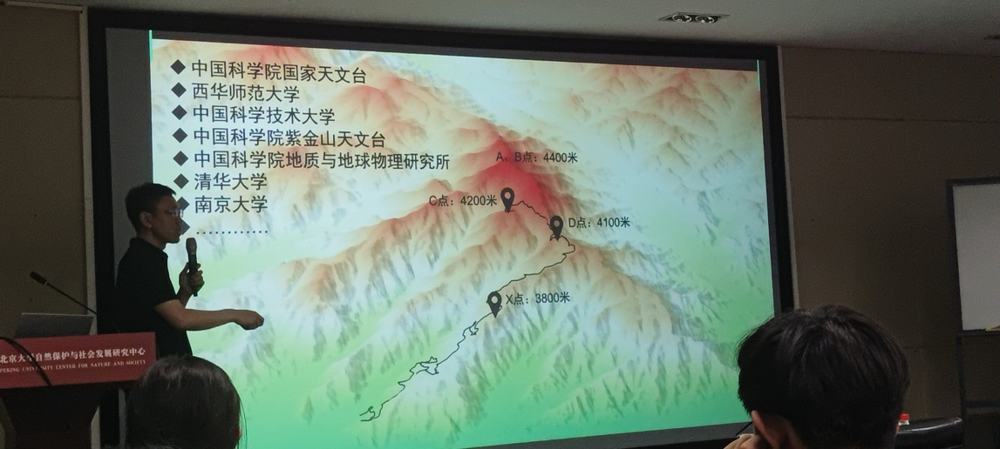 中国科学院国家天文台
西华师范大学
中国科学技术大学
中国科学院紫金山天文台
中国科学院地质与地球物理研究所
清华大学
南京大学
…………
A、B点：4400米
C点：4200米
D点：4100米
X点：3800米
北京大学自然保护与社会发展研究中心
PEKING UNIVERSITY CENTER FOR NATURE AND SOCIETY